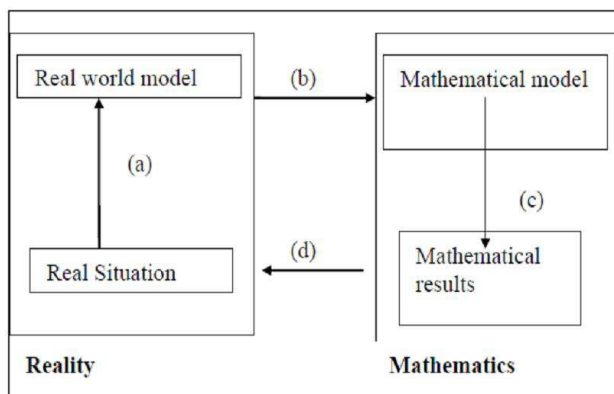 Real world model
(b)
Mathematical model
(a)
(c)
(d)
Real Situation
Mathematical
results
Reality
Mathematics